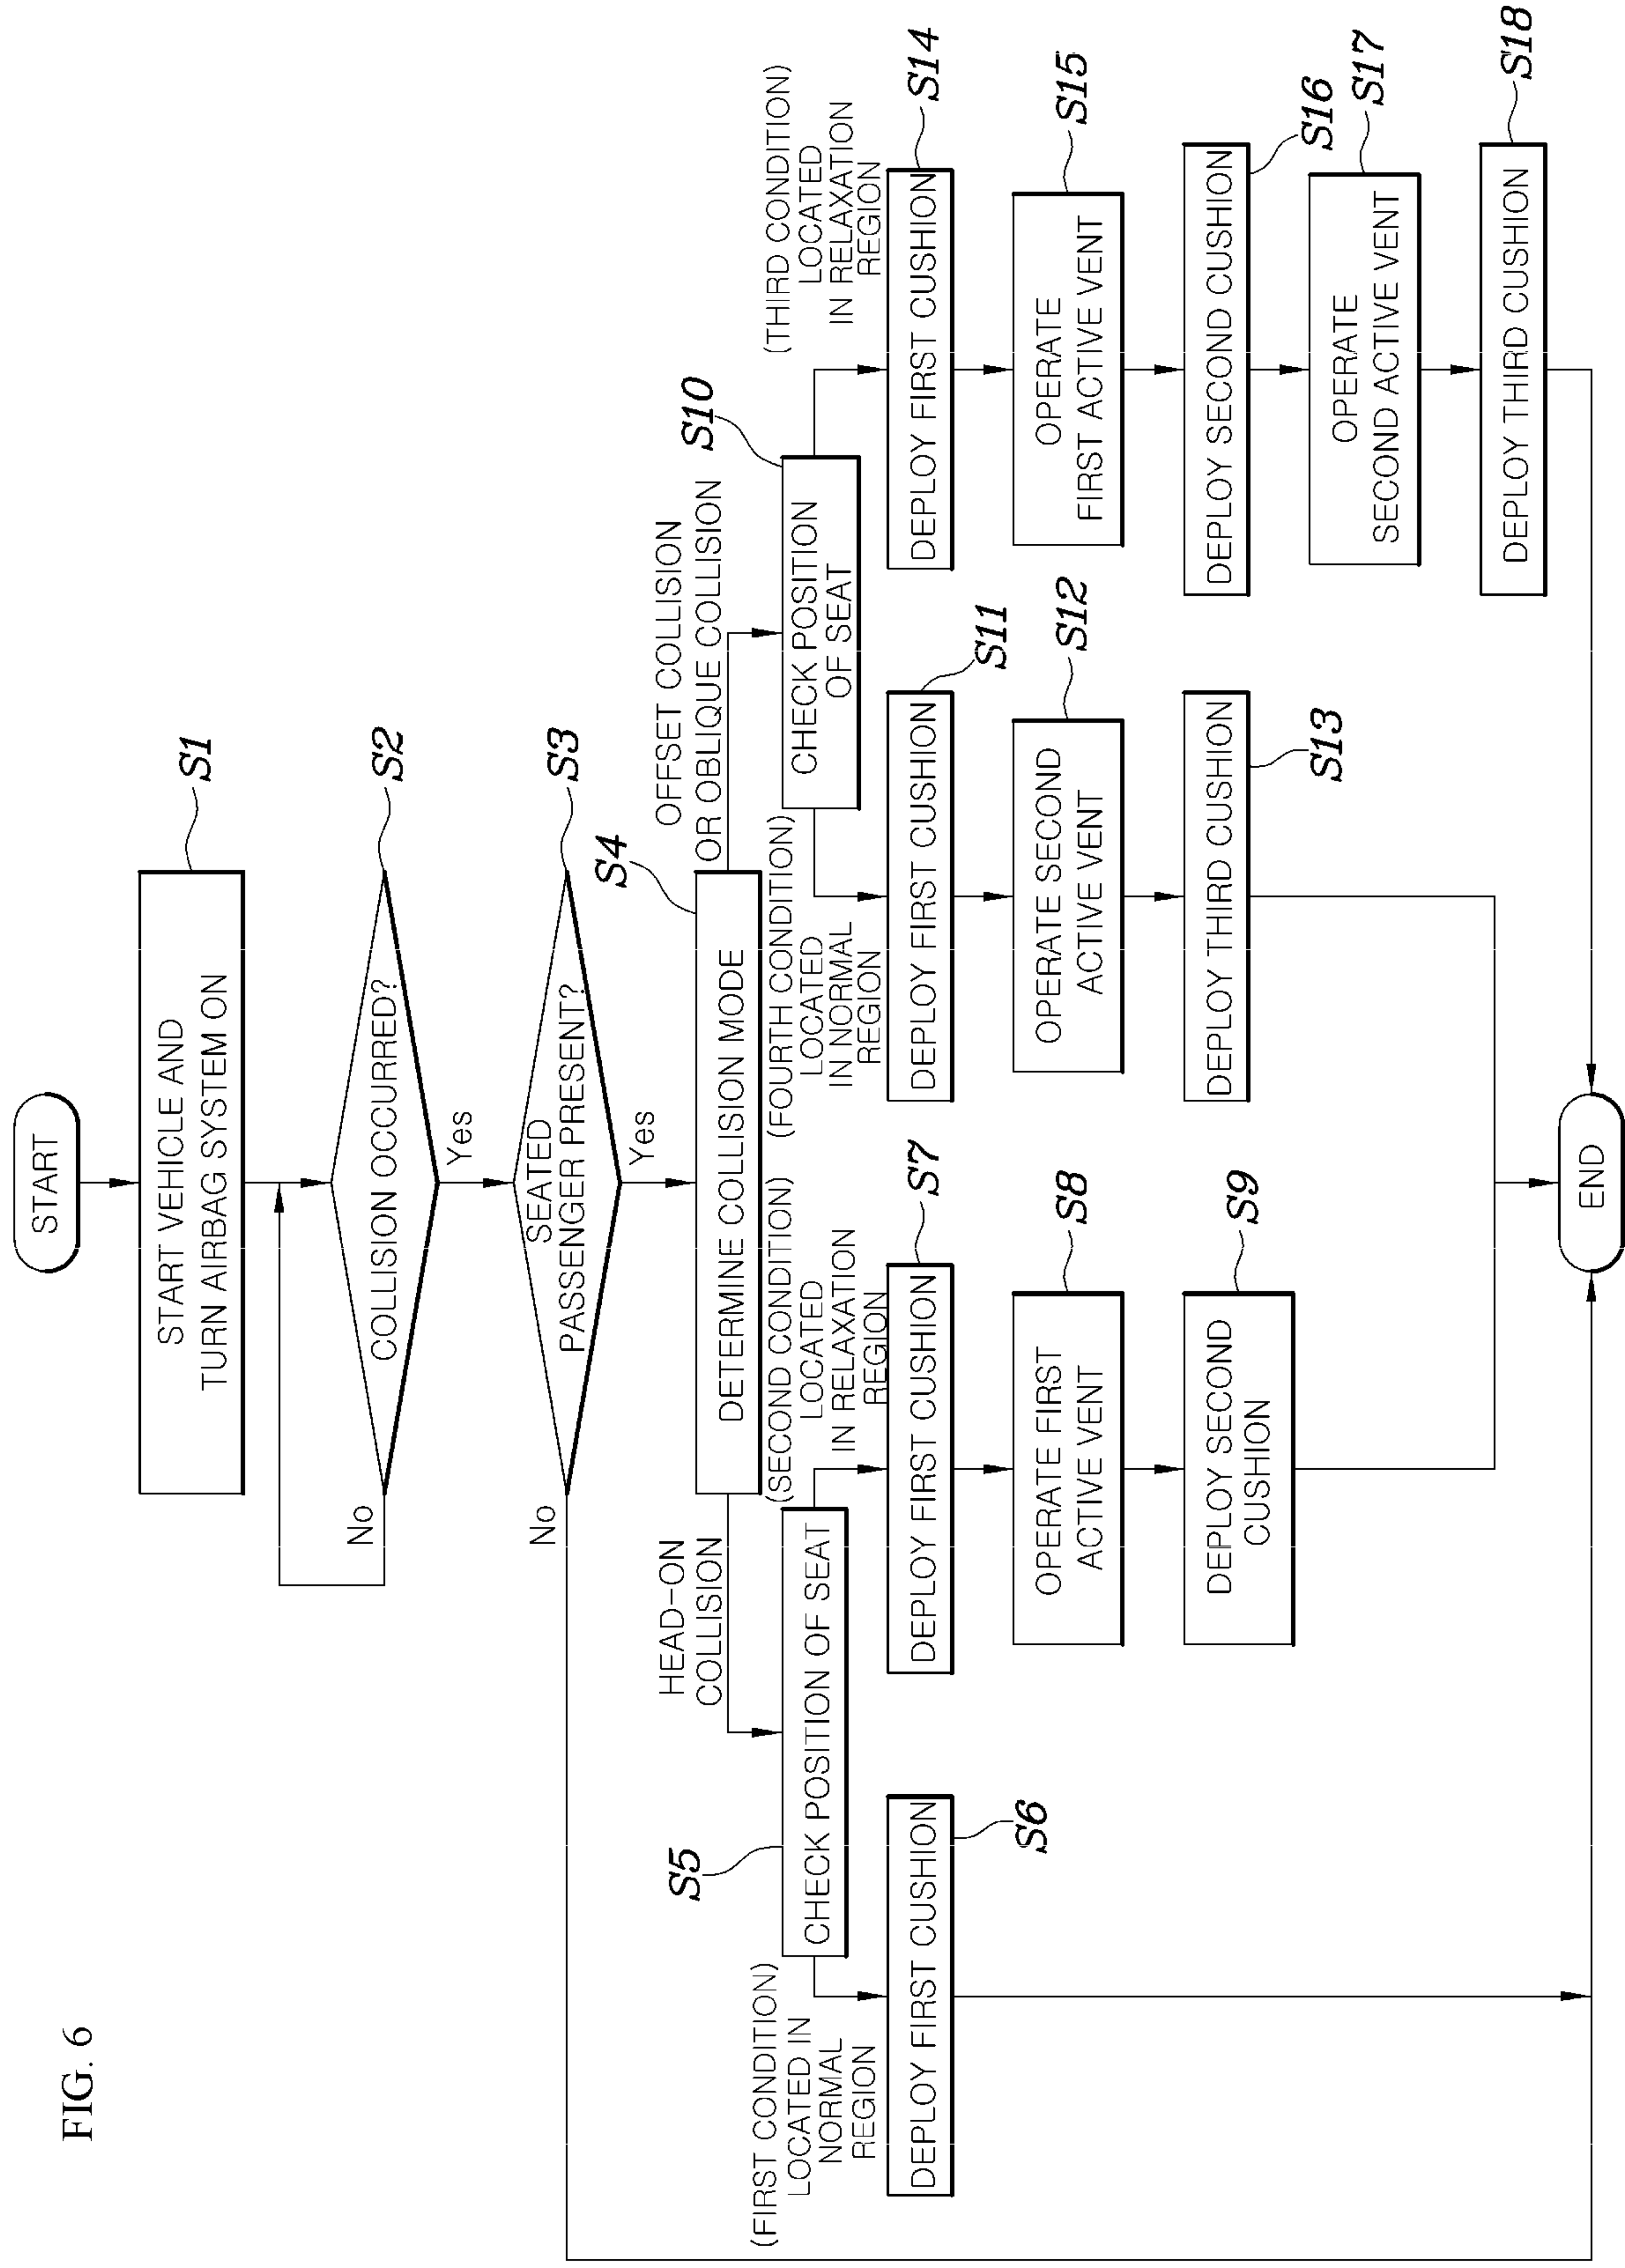 FIG. 6
START
START VEHICLE AND
TURN AIRBAG SYSTEM ON
S1
COLLISION OCCURRED?
S2
No
Yes
SEATED
PASSENGER PRESENT?
S3
No
Yes
DETERMINE COLLISION MODE
S4
HEAD-ON
COLLISION
OFFSET COLLISION
OR OBLIQUE COLLISION
S5
CHECK POSITION OF SEAT
S10
CHECK POSITION
OF SEAT
(FIRST CONDITION)
LOCATED IN
NORMAL
REGION
(SECOND CONDITION)
LOCATED
IN RELAXATION
REGION
(FOURTH CONDITION)
LOCATED
IN NORMAL
REGION
(THIRD CONDITION)
LOCATED
IN RELAXATION
REGION
DEPLOY FIRST CUSHION
S6
DEPLOY FIRST CUSHION
S7
OPERATE FIRST
ACTIVE VENT
S8
DEPLOY SECOND
CUSHION
S9
DEPLOY FIRST CUSHION
S11
OPERATE SECOND
ACTIVE VENT
S12
DEPLOY THIRD CUSHION
S13
DEPLOY FIRST CUSHION
S14
OPERATE
FIRST ACTIVE VENT
S15
DEPLOY SECOND CUSHION
S16
OPERATE
SECOND ACTIVE VENT
S17
DEPLOY THIRD CUSHION
S18
END